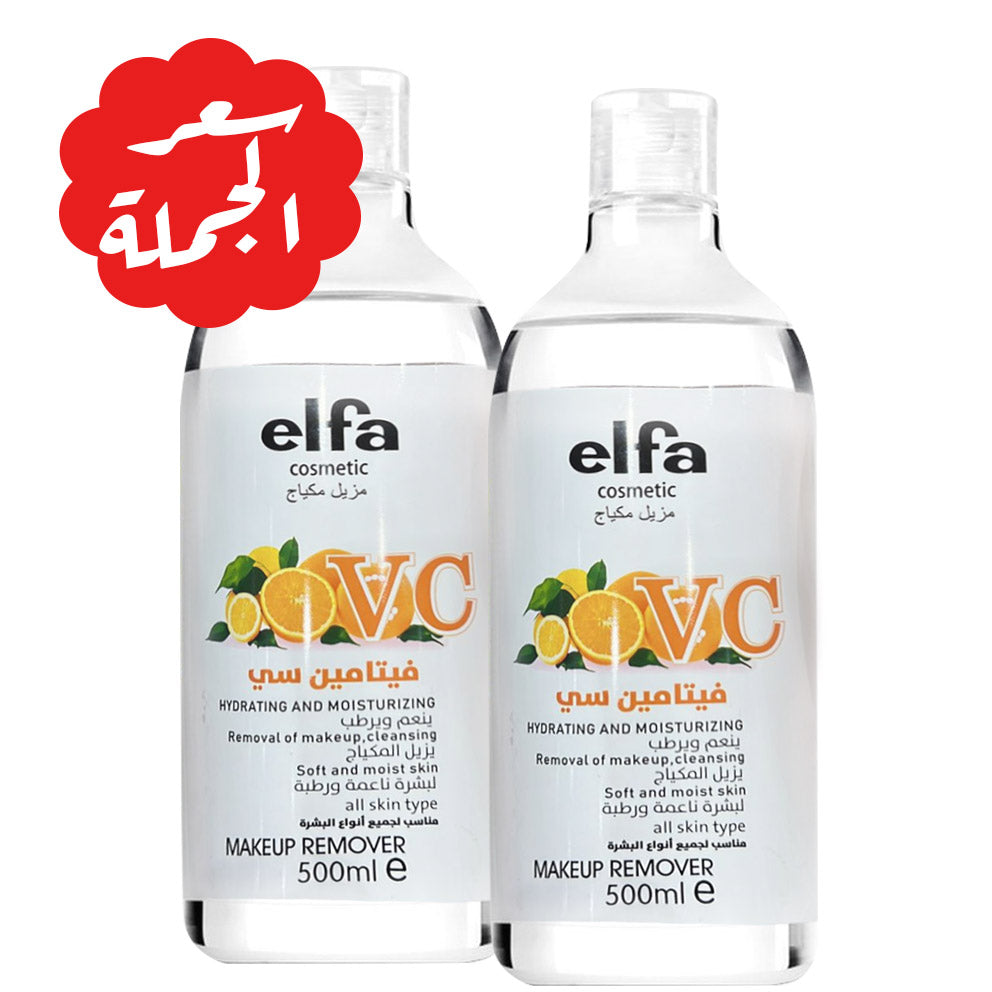 سعر
الجملة
elfa
cosmetic
مزيل مكياج
VC
فيتامين سي
HYDRATING AND MOISTURIZING
ينعم ويرطب
Removal of makeup,cleansing
يزيل المكياج
Soft and moist skin
لبشرة ناعمة ورطبة
all skin type
مناسب لجميع أنواع البشرة
MAKEUP REMOVER
500ml e
elfa
cosmetic
مزيل مكياج
VC
فيتامين سي
HYDRATING AND MOISTURIZING
ينعم ويرطب
Removal of makeup,cleansing
يزيل المكياج
Soft and moist skin
لبشرة ناعمة ورطبة
all skin type
مناسب لجميع أنواع البشرة
MAKEUP REMOVER
500ml e